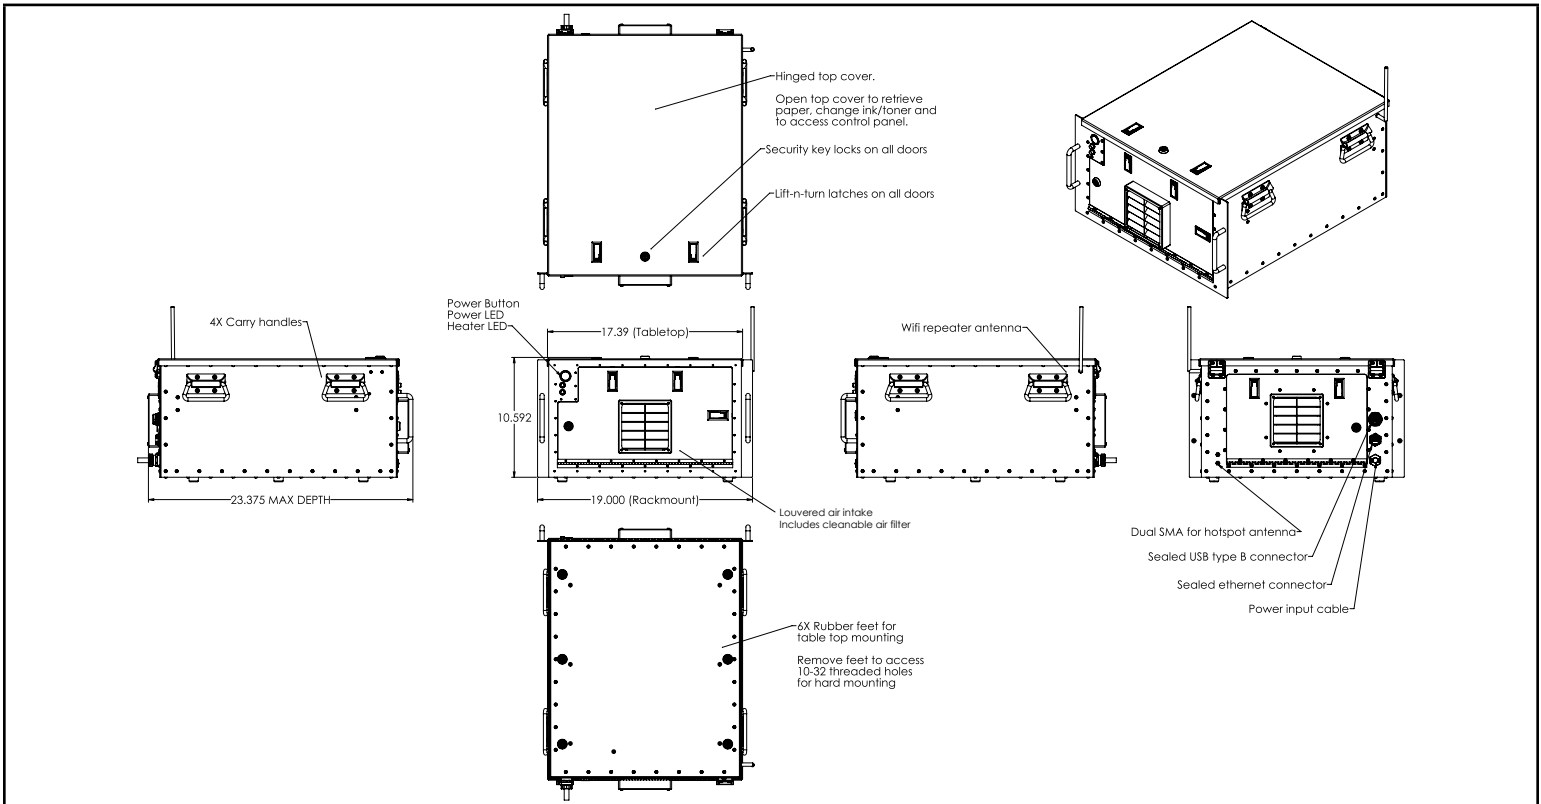 Hinged top cover.
Open top cover to retrieve
paper, change ink/toner and
to access control panel.
Security key locks on all doors
Lift-n-turn latches on all doors
4X Carry handles
Power Button
Power LED
Heater LED
17.39 (Tabletop)
Wifi repeater antenna
10.592
23.375 MAX DEPTH
19.000 (Rackmount)
Louvered air intake
Includes cleanable air filter
Dual SMA for hotspot antenna
Sealed USB type B connector
Sealed ethernet connector
Power input cable
6X Rubber feet for
table top mounting
Remove feet to access
10-32 threaded holes
for hard mounting